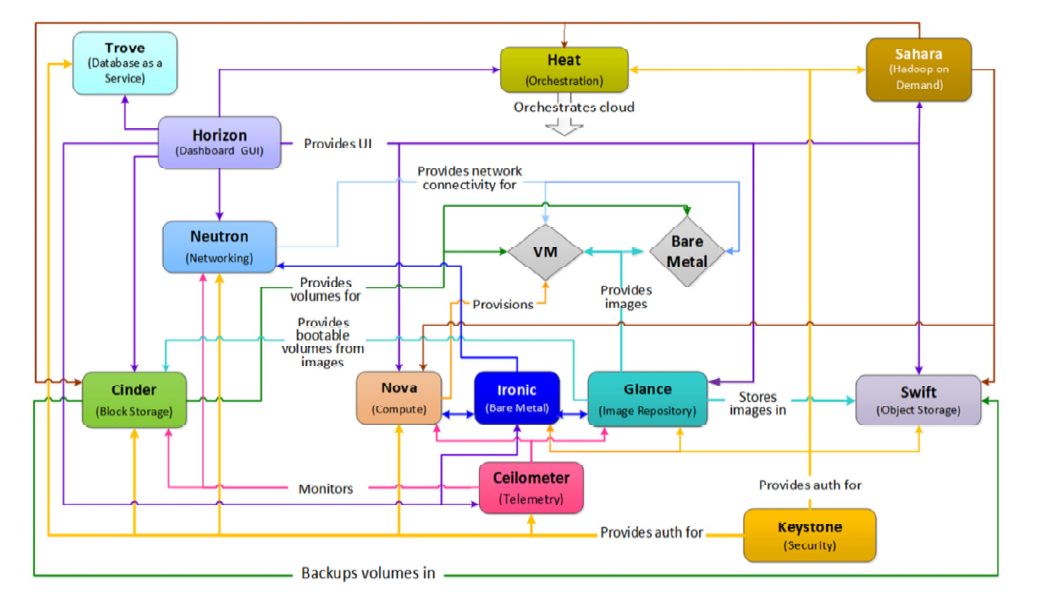 Trove
(Database as a
Service)
Heat
(Orchestration)
Sahara
(Hadoop on
Demand)
Orchestrates cloud
Horizon
(Dashboard GUI)
Provides UI
Provides network
connectivity for
Neutron
(Networking)
VM
Bare
Metal
Provides
volumes for
Provides
images
Provisions
Provides
bootable
volumes from
images
Cinder
(Block Storage)
Nova
(Compute)
Ironic
(Bare Metal)
Glance
(Image Repository)
Stores
images in
Swift
(Object Storage)
Ceilometer
(Telemetry)
Monitors
Provides auth for
Keystone
(Security)
Provides auth for
Backups volumes in